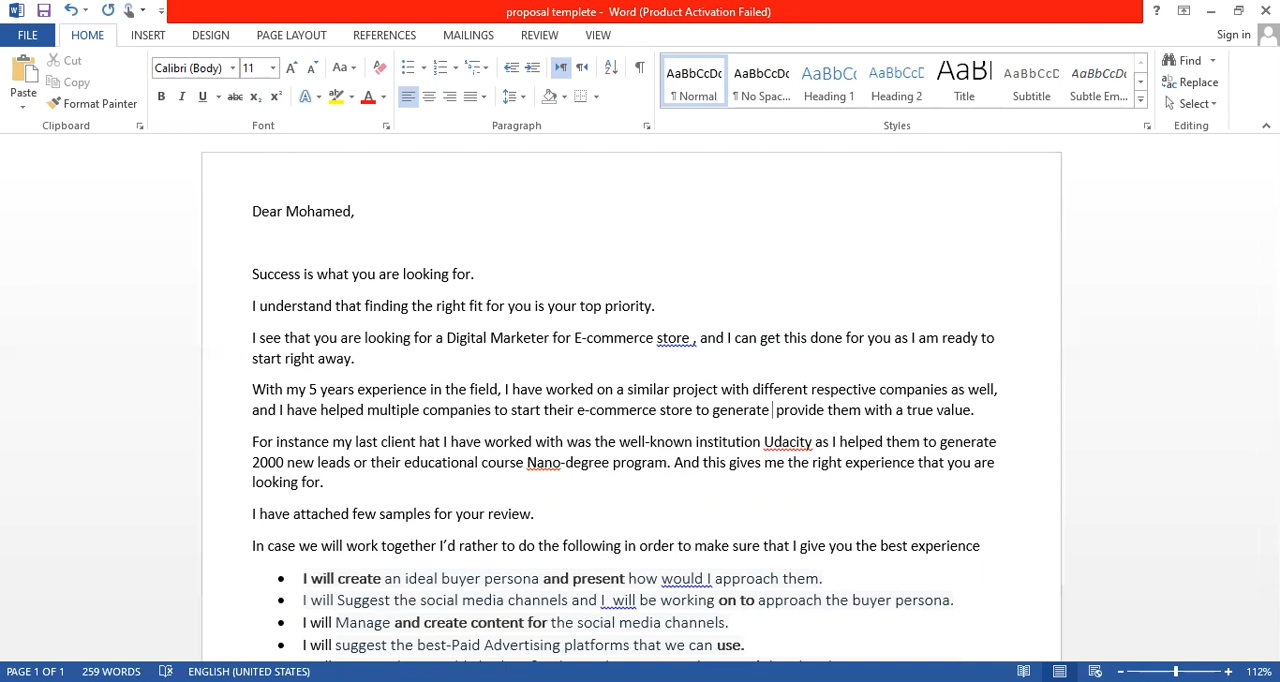 proposal templete - Word (Product Activation Failed)
FILE HOME INSERT DESIGN PAGE LAYOUT REFERENCES MAILINGS REVIEW VIEW Sign in
Paste
Cut
Copy
Format Painter
Clipboard
Calibri (Body) 11
Font
Paragraph
AaBbCcDc AaBbCcDc AaBbCc AaBbCcD AaBl AaBbCcD AaBbCcDc
¶ Normal ¶ No Spac... Heading 1 Heading 2 Title Subtitle Subtle Em...
Styles
Find
Replace
Select
Editing
Dear Mohamed,
Success is what you are looking for.
I understand that finding the right fit for you is your top priority.
I see that you are looking for a Digital Marketer for E-commerce store , and I can get this done for you as I am ready to
start right away.
With my 5 years experience in the field, I have worked on a similar project with different respective companies as well,
and I have helped multiple companies to start their e-commerce store to generate provide them with a true value.
For instance my last client hat I have worked with was the well-known institution Udacity as I helped them to generate
2000 new leads or their educational course Nano-degree program. And this gives me the right experience that you are
looking for.
I have attached few samples for your review.
In case we will work together I’d rather to do the following in order to make sure that I give you the best experience
• I will create an ideal buyer persona and present how would I approach them.
• I will Suggest the social media channels and I will be working on to approach the buyer persona.
• I will Manage and create content for the social media channels.
• I will suggest the best-Paid Advertising platforms that we can use.
PAGE 1 OF 1 259 WORDS ENGLISH (UNITED STATES) 112%